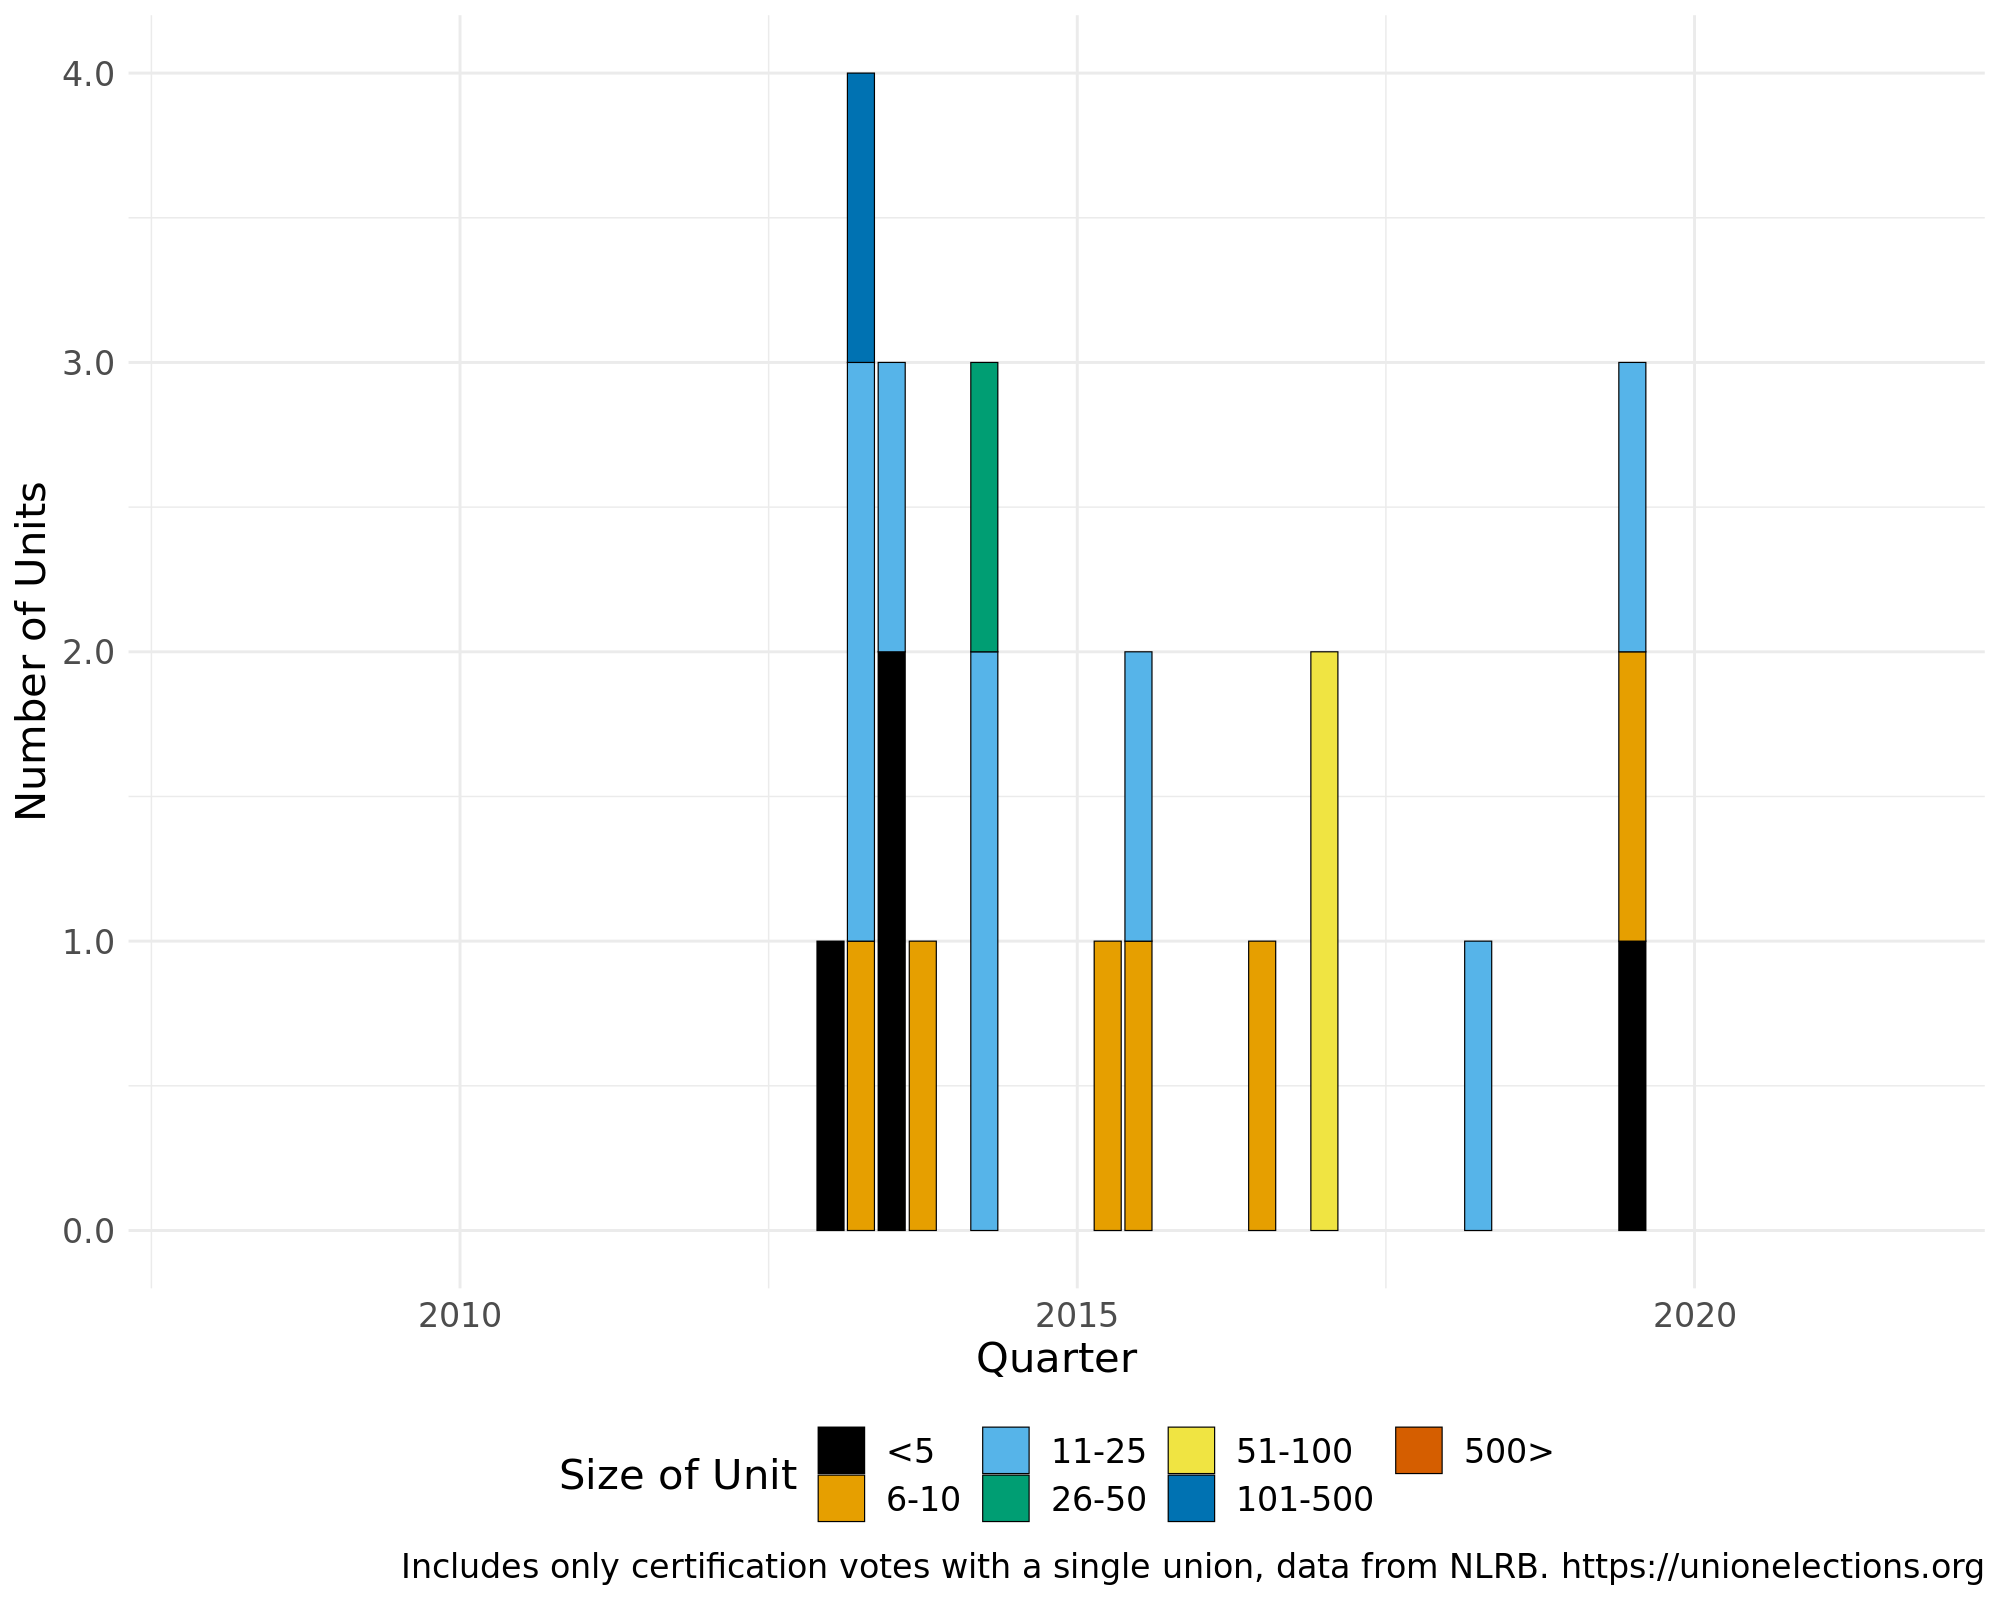 4.0
3.0
2.0
1.0
0.0
Number of Units
2010 2015 2020
Quarter
Size of Unit
<5 11-25 51-100 500>
6-10 26-50 101-500
Includes only certification votes with a single union, data from NLRB. https://unionelections.org